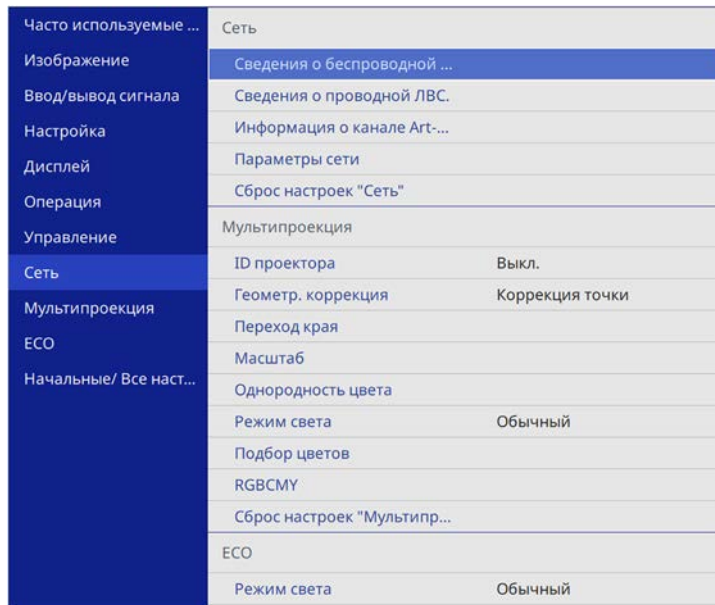 Часто используемые ...
Изображение
Ввод/вывод сигнала
Настройка
Дисплей
Операция
Управление
Сеть
Мультипроекция
ECO
Начальные/ Все наст...
Сеть
Сведения о беспроводной ...
Сведения о проводной ЛВС.
Информация о канале Art-...
Параметры сети
Сброс настроек "Сеть"
Мультипроекция
ID проектора Выкл.
Геометр. коррекция Коррекция точки
Переход края
Масштаб
Однородность цвета
Режим света Обычный
Подбор цветов
RGBCMY
Сброс настроек "Мультипр...
ECO
Режим света Обычный